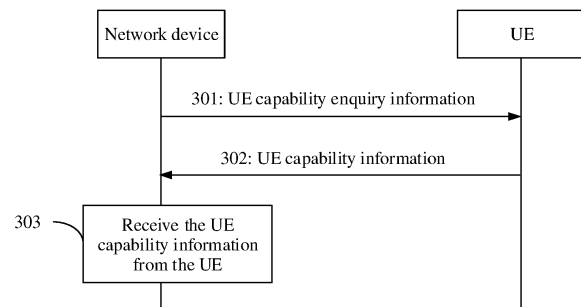 Network device
UE
301: UE capability enquiry information
302: UE capability information
303
Receive the UE
capability information
from the UE